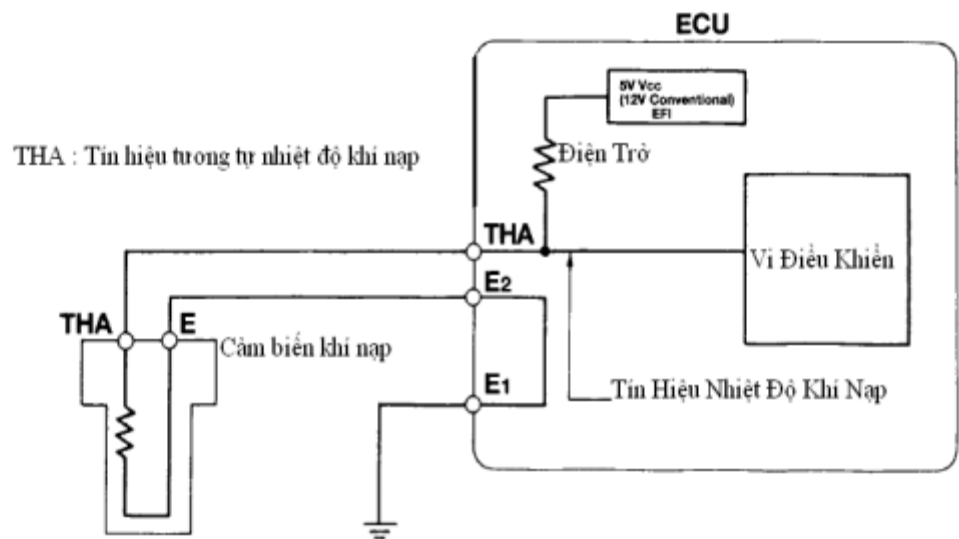 ECU
5V Vcc
(12V Conventional)
EFI
THA : Tín hiệu tương tự nhiệt độ khí nạp
Điện Trở
THA
Vi Điều Khiển
E2
THA
E
Cảm biến khí nạp
E1
Tín Hiệu Nhiệt Độ Khí Nạp